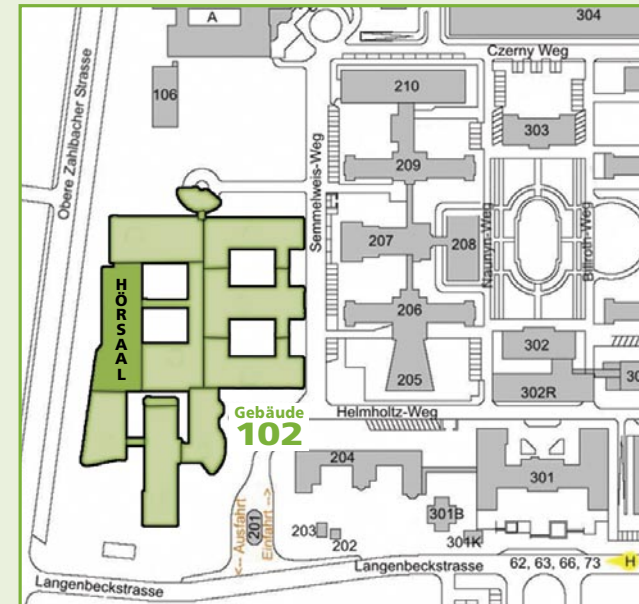 A
304
Czerny Weg
210
106
303
Obere Zahlbacher Strasse
Semmelweis-Weg
209
207
208
Naunyn-Weg
Billroth-Weg
HÖRSAAL
206
302
205
302R
Gebäude
102
Helmholtz-Weg
204
301
<-- Ausfahrt
201
Einfahrt -->
301B
203
202
301K
Langenbeckstrasse
62, 63, 66, 73
H
Langenbeckstrasse